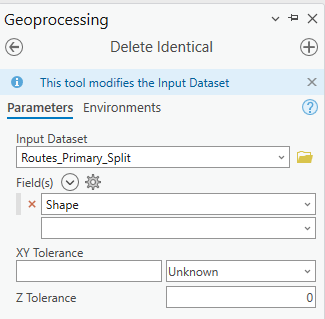 Geoprocessing
Delete Identical
This tool modifies the Input Dataset
Parameters Environments
Input Dataset
Routes_Primary_Split
Field(s)
Shape
XY Tolerance
Unknown
Z Tolerance
0